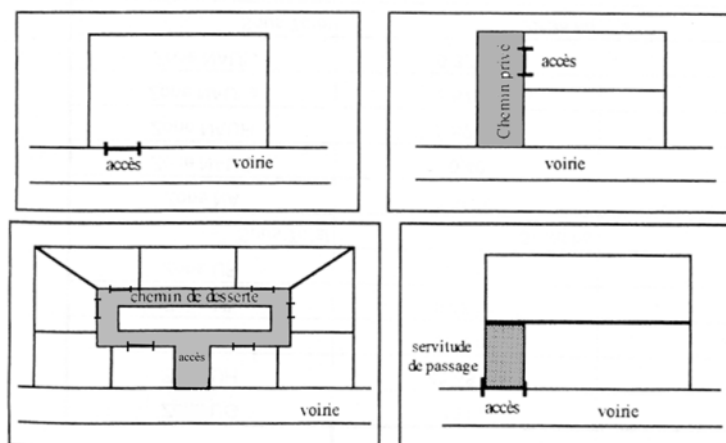 accès
voirie
Chemin privé
accès
voirie
chemin de desserte
accès
voirie
servitude
de passage
accès
voirie